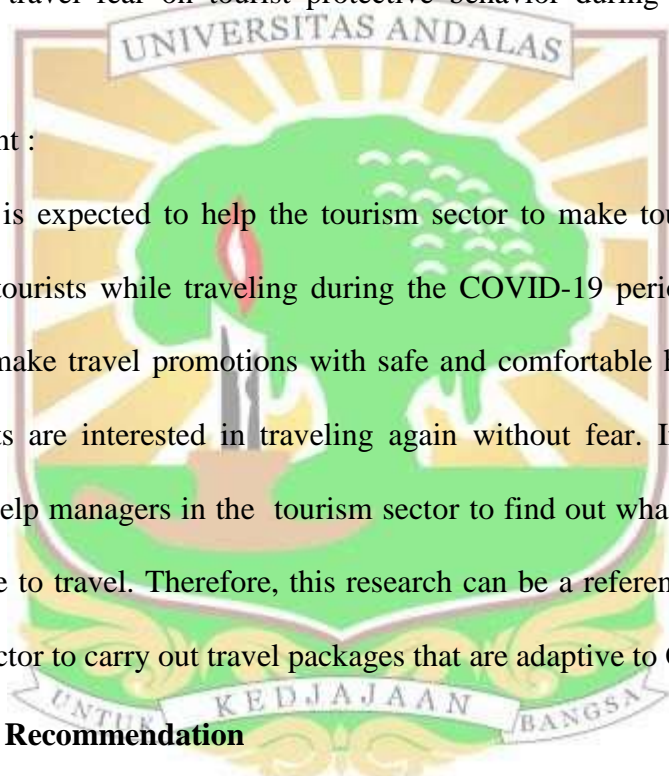 travel fear on tourist protective behavior during
UNIVERSITAS ANDALAS
nt :
is expected to help the tourism sector to make tou
tourists while traveling during the COVID-19 perio
make travel promotions with safe and comfortable h
ts are interested in traveling again without fear. I
elp managers in the tourism sector to find out wha
e to travel. Therefore, this research can be a referen
ctor to carry out travel packages that are adaptive to
UNTUK KEDJAJAAN BANGSA
Recommendation